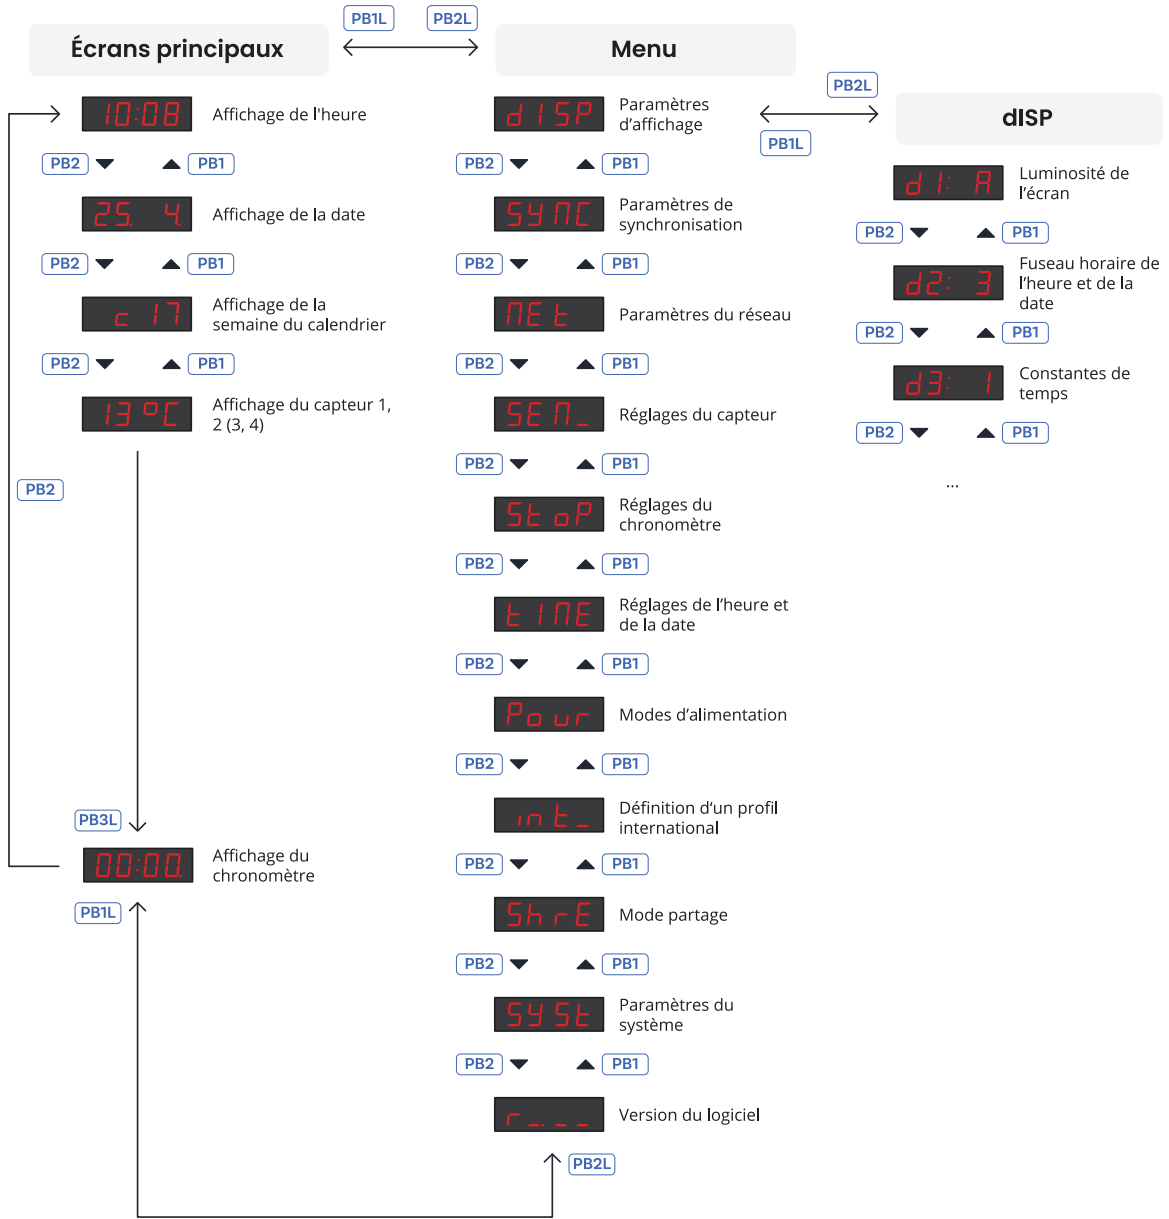 PB1L
PB2L
Écrans principaux
Menu
dISP
10:08
Affichage de l'heure
PB2
PB1
25. 4.
Affichage de la date
PB2
PB1
c 17
Affichage de la
semaine du calendrier
PB2
PB1
13 °C
Affichage du capteur 1,
2 (3, 4)
PB2
PB3L
00:00.
Affichage du
chronomètre
PB1L
dISP
Paramètres
d’affichage
PB2
PB1
SYNC
Paramètres de
synchronisation
PB2
PB1
NEt
Paramètres du réseau
PB2
PB1
SEN_
Réglages du capteur
PB2
PB1
StoP
Réglages du
chronomètre
PB2
PB1
tIME
Réglages de l’heure et
de la date
PB2
PB1
Pour
Modes d’alimentation
PB2
PB1
int_
Définition d’un profil
international
PB2
PB1
ShrE
Mode partage
PB2
PB1
SYSt
Paramètres du
système
PB2
PB1
r_._ _
Version du logiciel
PB2L
PB2L
PB1L
d1: A
Luminosité de
l’écran
PB2
PB1
d2: 3
Fuseau horaire de
l’heure et de la
date
PB2
PB1
d3: 1
Constantes de
temps
PB2
PB1
...